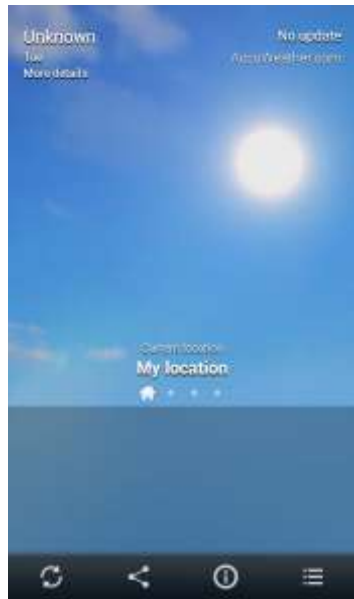 Unknown
No update
Tue
AccuWeather.com
More details
Current location
My location